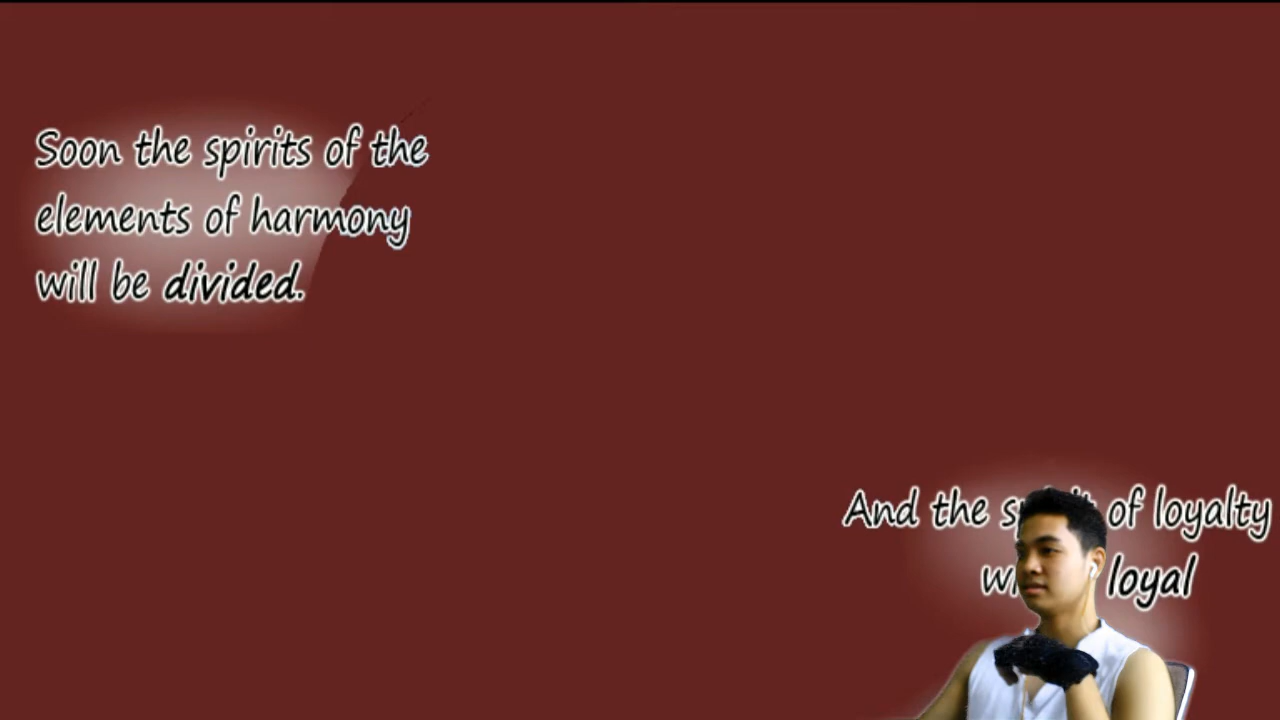 Soon the spirits of the
elements of harmony
will be divided.
And the of loyalty
loyal